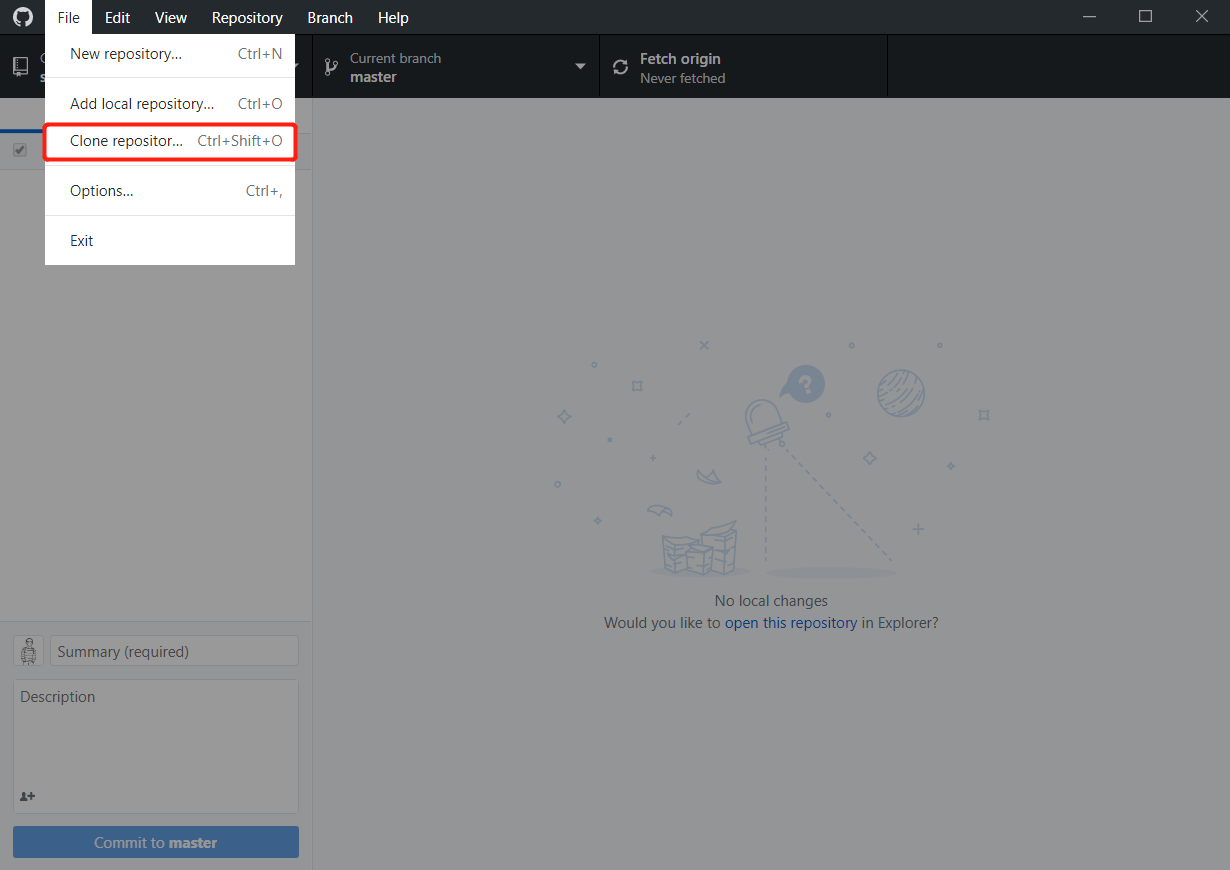 File Edit View Repository Branch Help
New repository... Ctrl+N
Add local repository... Ctrl+O
Clone repositor... Ctrl+Shift+O
Options... Ctrl+,
Exit
Current branch
master
Fetch origin
Never fetched
?
No local changes
Would you like to open this repository in Explorer?
Summary (required)
Description
Commit to master